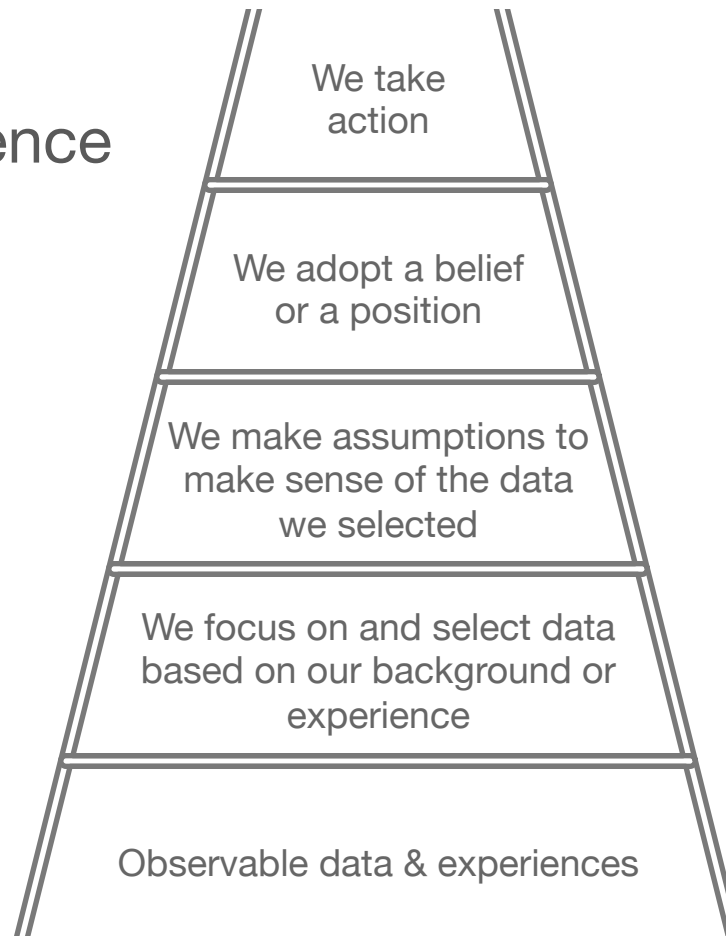 We take
action
ence
We adopt a belief
or a position
We make assumptions to
make sense of the data
we selected
We focus on and select data
based on our background or
experience
Observable data & experiences